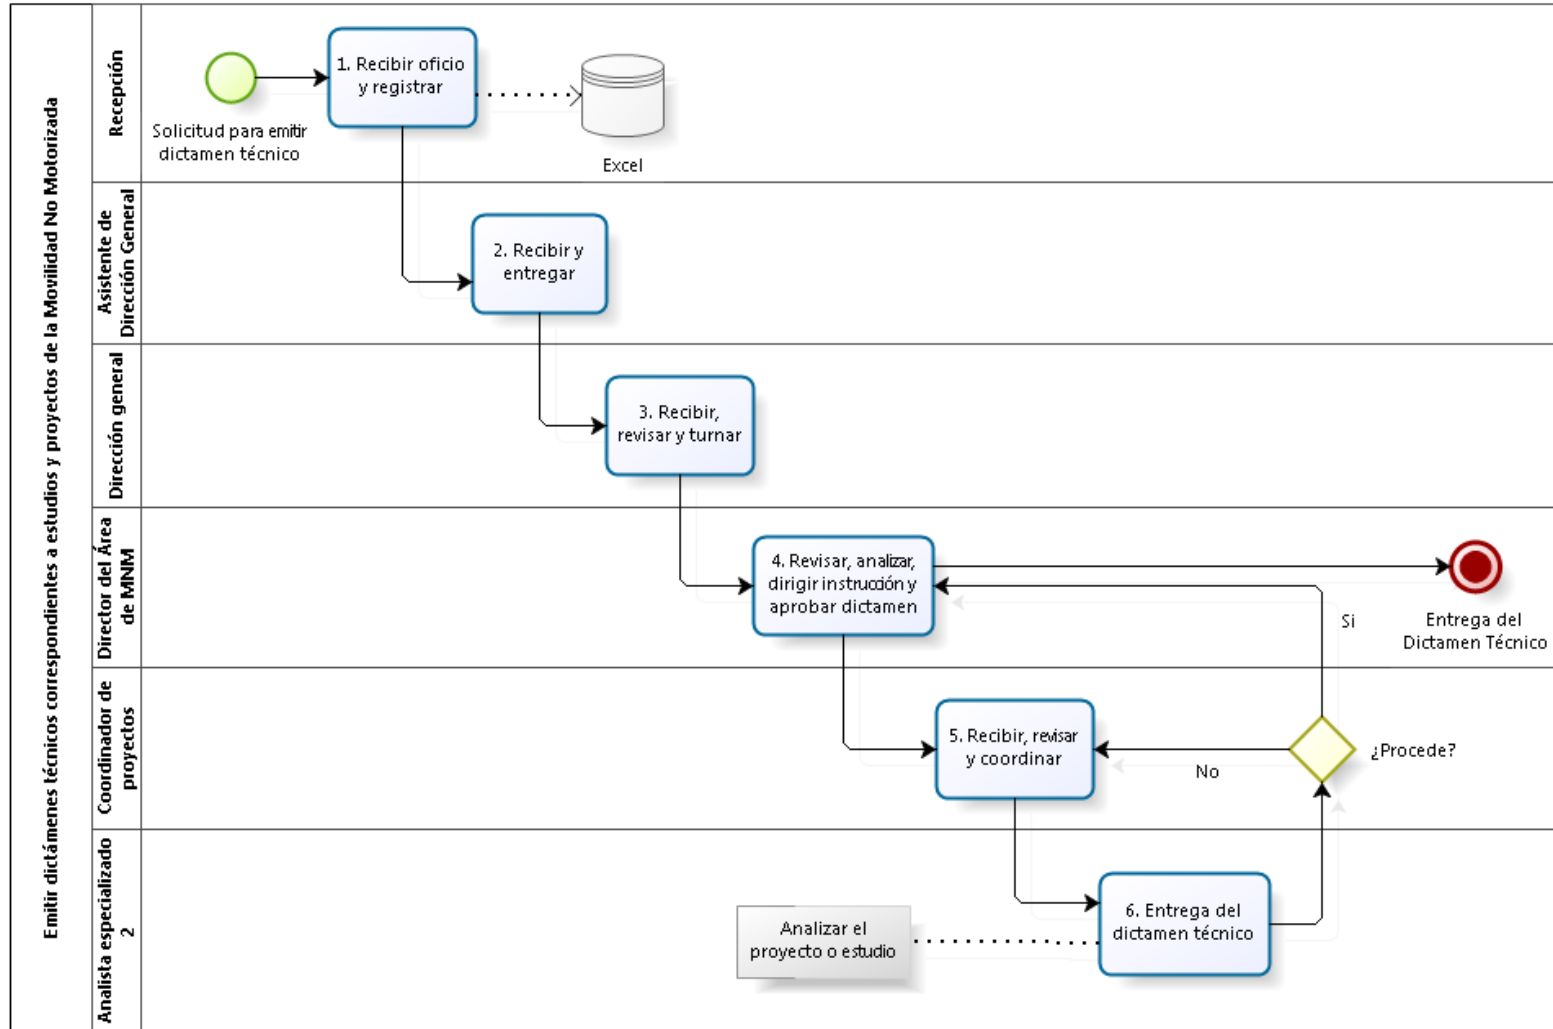 Emitir dictámenes técnicos correspondientes a estudios y proyectos de la Movilidad No Motorizada
Recepción
Solicitud para emitir
dictamen técnico
1. Recibir oficio
y registrar
Excel
Asistente de
Dirección General
2. Recibir y
entregar
Dirección general
3. Recibir,
revisar y turnar
Director del Área
de MNM
4. Revisar, analizar,
dirigir instrucción y
aprobar dictamen
Si
Entrega del
Dictamen Técnico
Coordinador de
proyectos
5. Recibir, revisar
y coordinar
No
¿Procede?
Analista especializado
2
Analizar el
proyecto o estudio
6. Entrega del
dictamen técnico